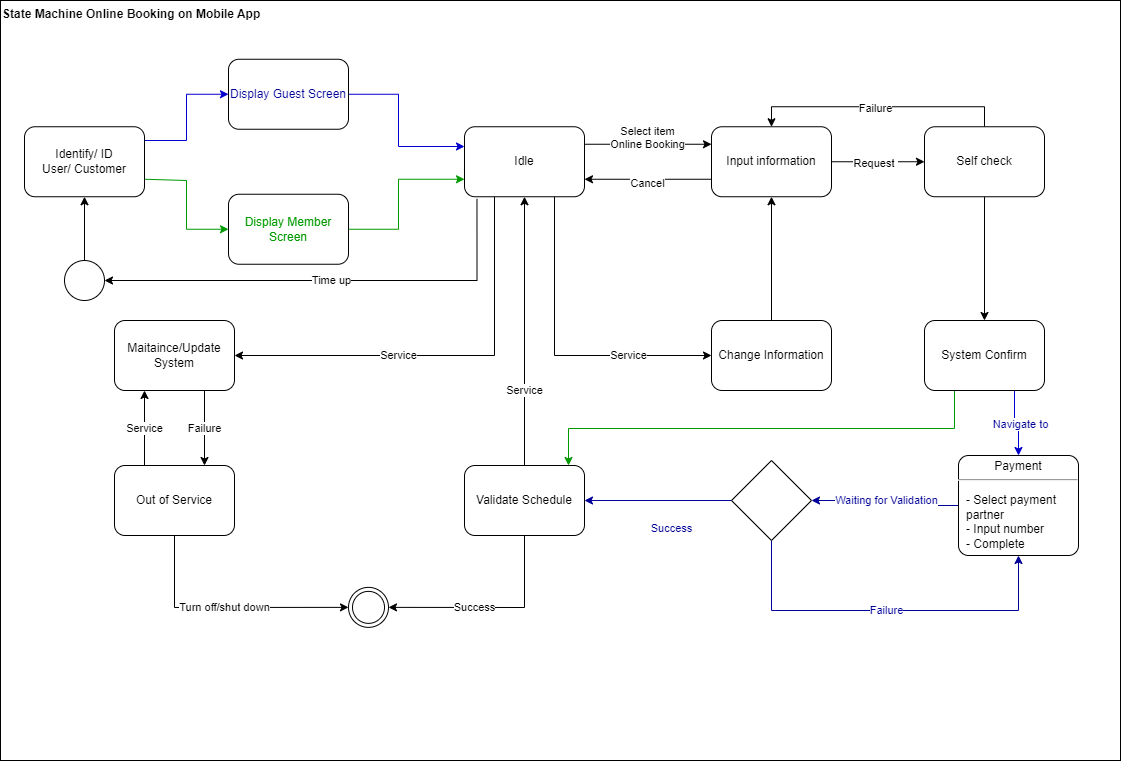 State Machine Online Booking on Mobile App
Display Guest Screen
Identify/ ID
User/ Customer
Display Member
Screen
Idle
Select item
Online Booking
Cancel
Input information
Failure
Request
Self check
Time up
Maitaince/Update
System
Service
Service
Change Information
System Confirm
Service
Service
Failure
Navigate to
Out of Service
Validate Schedule
Success
Waiting for Validation
Payment
- Select payment
partner
- Input number
- Complete
Turn off/shut down
Success
Failure